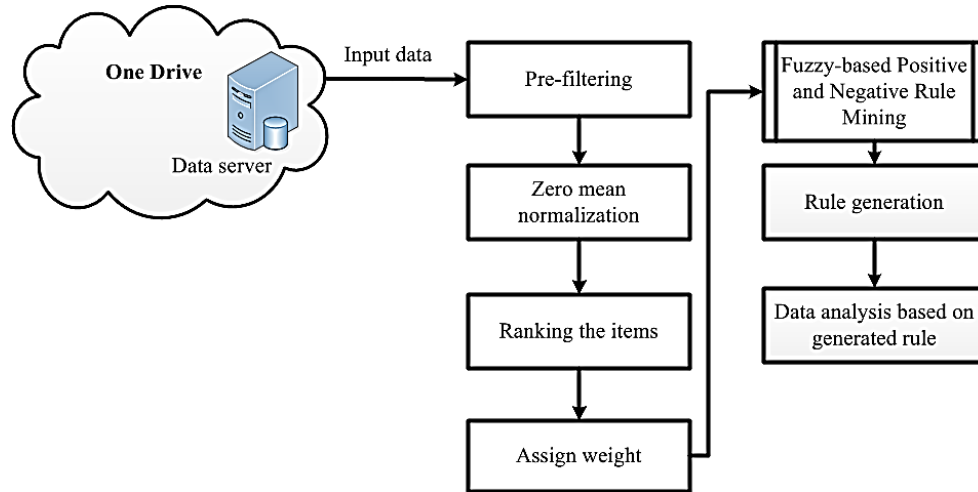 One Drive
Data server
Input data
Pre-filtering
Zero mean
normalization
Ranking the items
Assign weight
Fuzzy-based Positive
and Negative Rule
Mining
Rule generation
Data analysis based on
generated rule